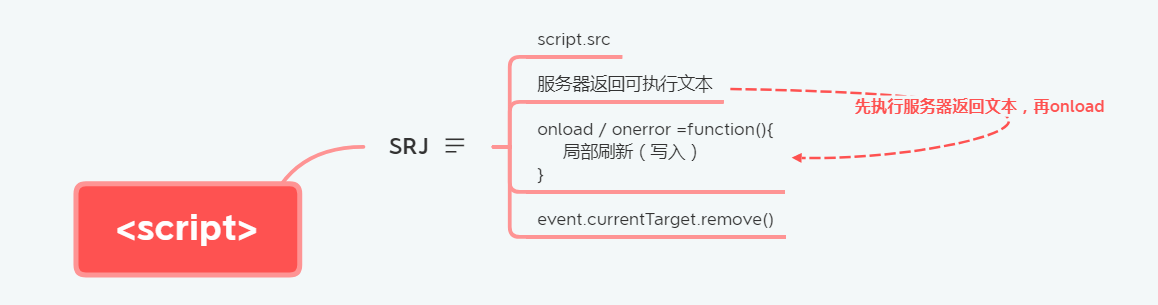 <script>
SRJ
script.src
服务器返回可执行文本
先执行服务器返回文本，再onload
onload / onerror =function(){
局部刷新（写入）
}
event.currentTarget.remove()